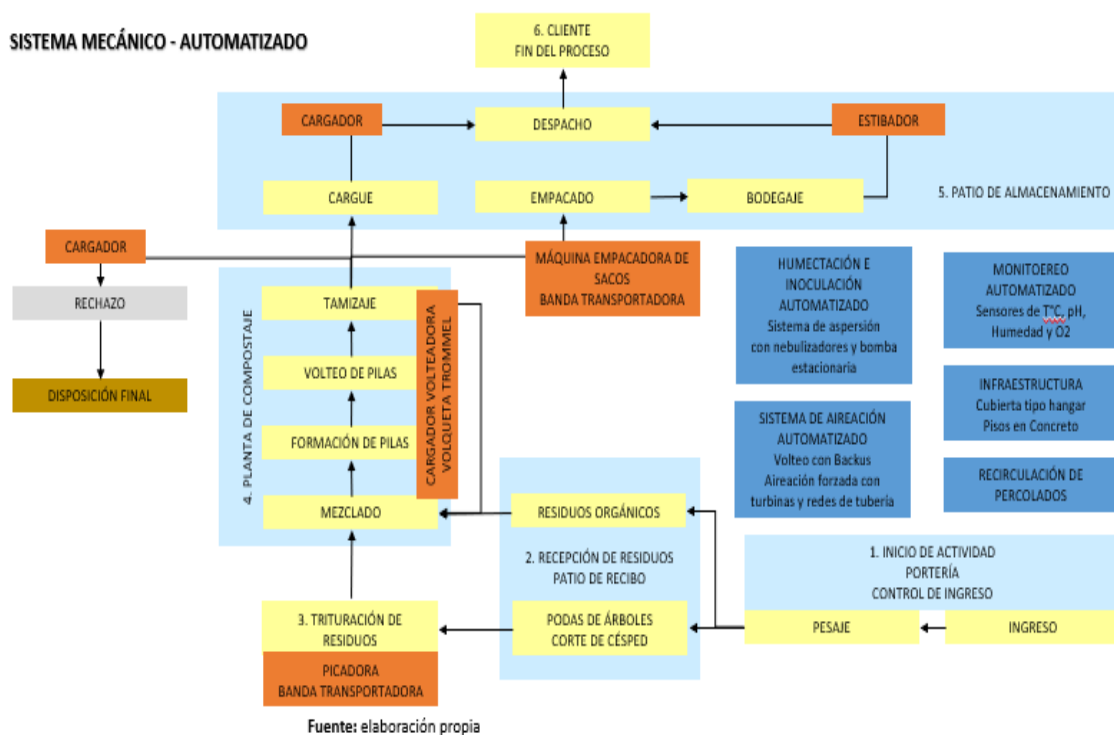 SISTEMA MECÁNICO - AUTOMATIZADO
6. CLIENTE
FIN DEL PROCESO
CARGADOR
DESPACHO
ESTIBADOR
CARGUE
EMPACADO
BODEGAJE
5. PATIO DE ALMACENAMIENTO
CARGADOR
RECHAZO
DISPOSICIÓN FINAL
MÁQUINA EMPACADORA DE
SACOS
BANDA TRANSPORTADORA
4. PLANTA DE COMPOSTAJE
TAMIZAJE
VOLTEO DE PILAS
FORMACIÓN DE PILAS
MEZCLADO
CARGADOR VOLTEADORA
VOLQUETA TROMMEL
HUMECTACIÓN E
INOCULACIÓN
AUTOMATIZADO
Sistema de aspersión
con nebulizadores y bomba
estacionaria
MONITOEREO
AUTOMATIZADO
Sensores de T°C, pH,
Humedad y O2
SISTEMA DE AIREACIÓN
AUTOMATIZADO
Volteo con Backus
Aireación forzada con
turbinas y redes de tubería
INFRAESTRUCTURA
Cubierta tipo hangar
Pisos en Concreto
RECIRCULACIÓN DE
PERCOLADOS
RESIDUOS ORGÁNICOS
2. RECEPCIÓN DE RESIDUOS
PATIO DE RECIBO
PODAS DE ÁRBOLES
CORTE DE CÉSPED
1. INICIO DE ACTIVIDAD
PORTERÍA
CONTROL DE INGRESO
PESAJE
INGRESO
3. TRITURACIÓN DE
RESIDUOS
PICADORA
BANDA TRANSPORTADORA
Fuente: elaboración propia